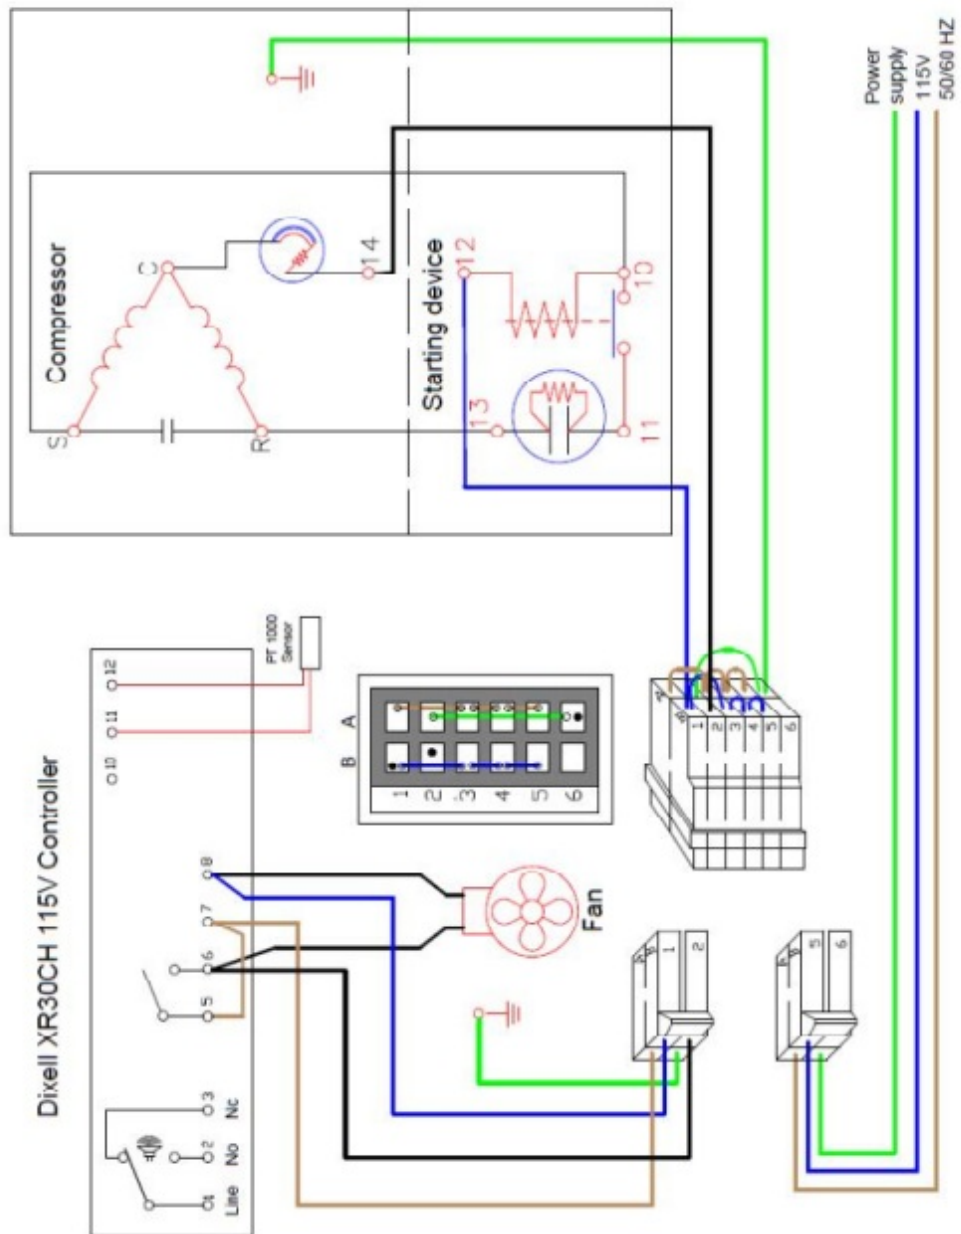 Dixell XR30CH 115V Controller
Line
No
Nc
1
2
3
5
6
7
8
10
11
12
PT 1000
Sensor
Fan
B
A
1
2
3
4
5
6
Compressor
S
C
R
14
Starting device
13
12
11
10
A
B
1
2
3
4
5
6
A
B
1
2
A
B
5
6
Power
supply
115V
50/60 HZ